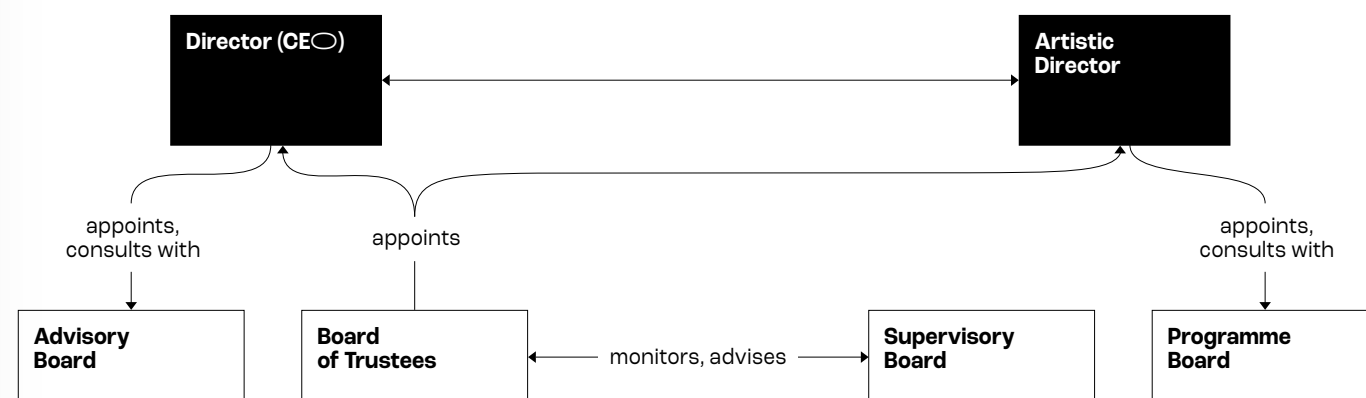 Director (CEO)
Artistic
Director
appoints,
consults with
appoints
appoints,
consults with
Advisory
Board
Board
of Trustees
monitors, advises
Supervisory
Board
Programme
Board